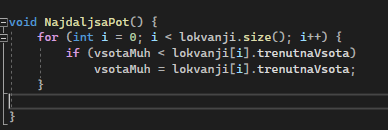 void NajdaljsaPot() {
for (int i = 0; i < lokvanji.size(); i++) {
if (vsotaMuh < lokvanji[i].trenutnaVsota)
vsotaMuh = lokvanji[i].trenutnaVsota;
}
}